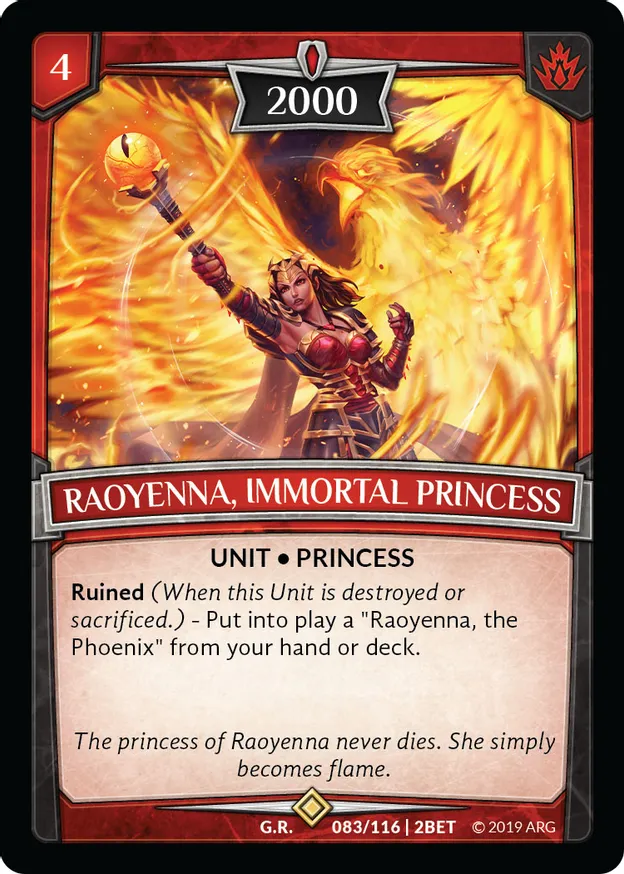 4
2000
RAOYENNA, IMMORTAL PRINCESS
UNIT • PRINCESS
Ruined (When this Unit is destroyed or
sacrificed.) - Put into play a "Raoyenna, the
Phoenix" from your hand or deck.
The princess of Raoyenna never dies. She simply
becomes flame.
G.R. 083/116 | 2BET © 2019 ARG